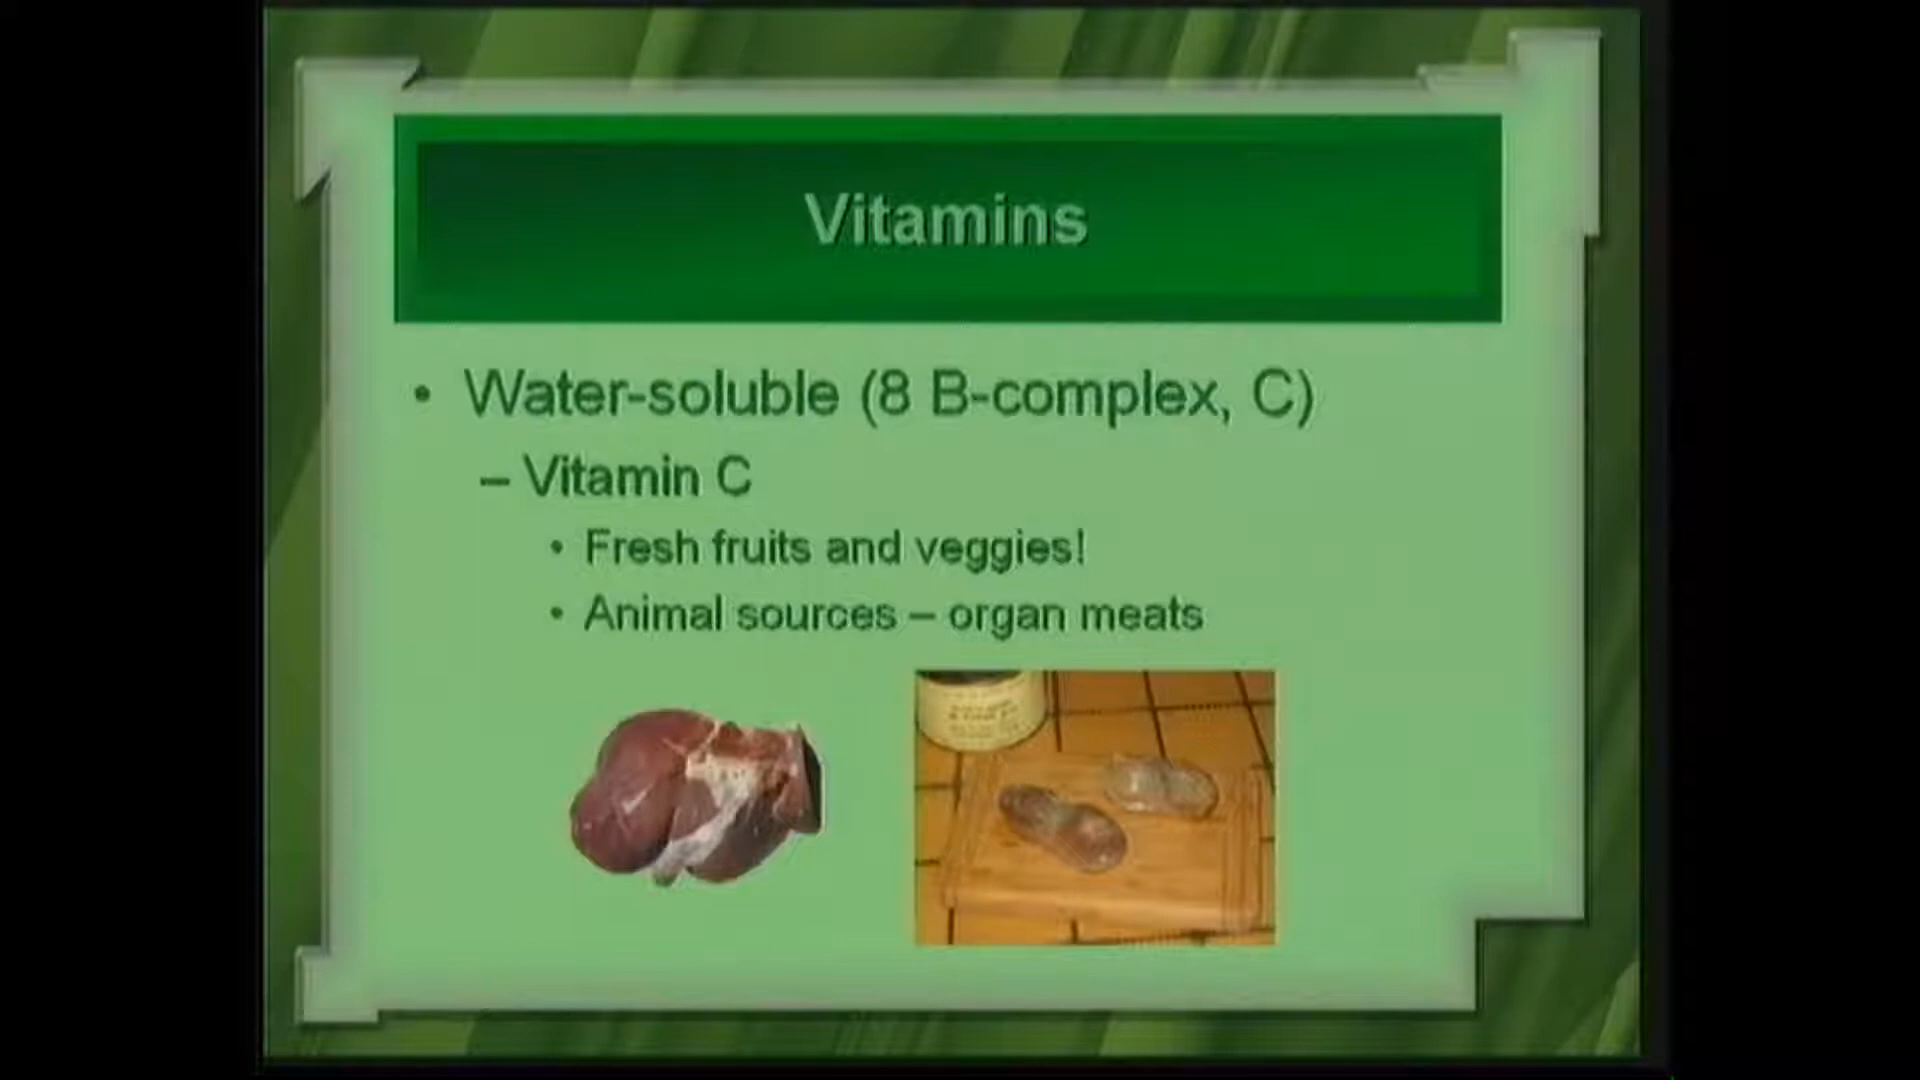 Vitamins
• Water-soluble (8 B-complex, C)
– Vitamin C
• Fresh fruits and veggies!
• Animal sources – organ meats